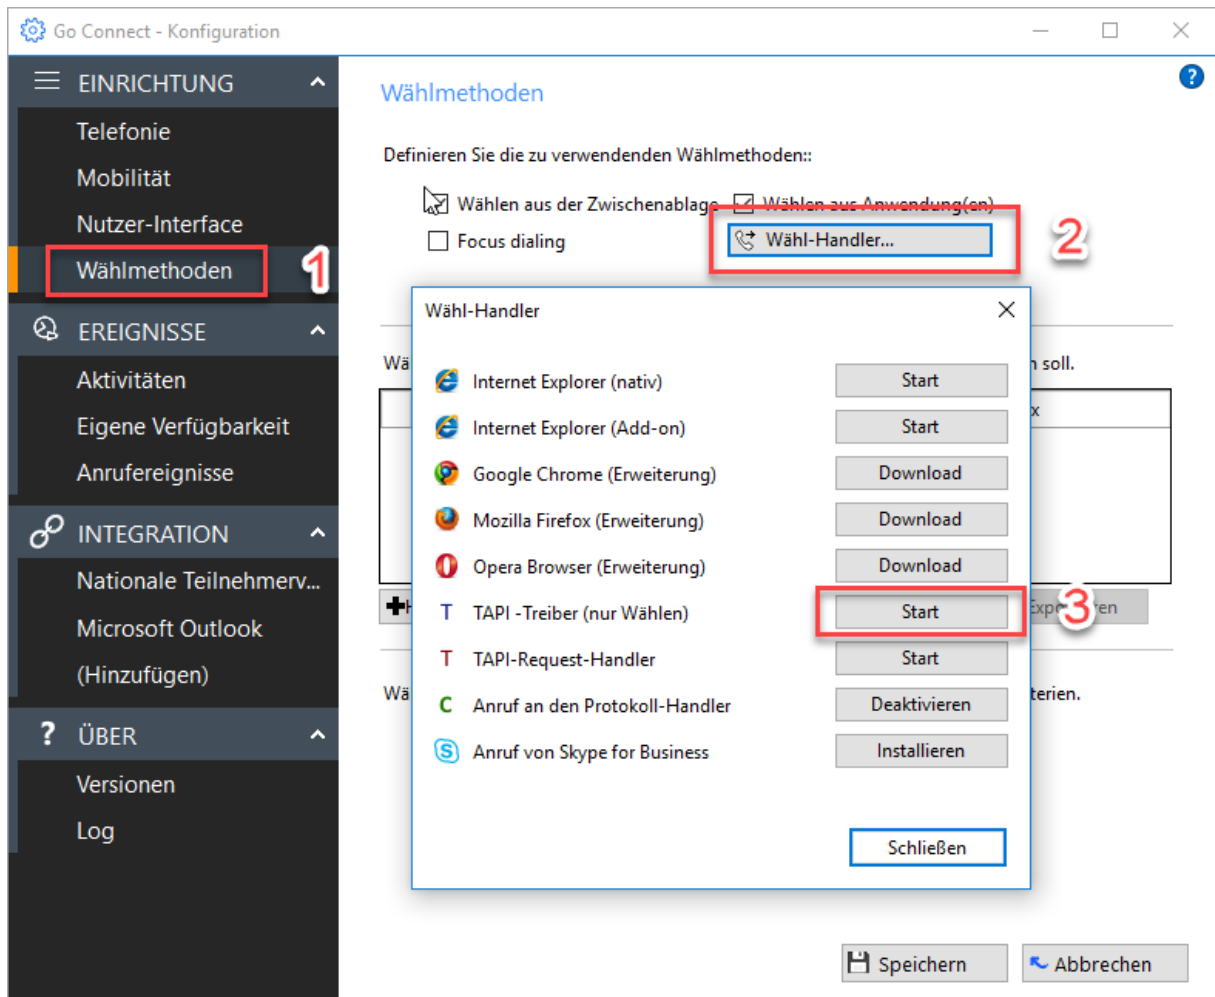 Go Connect - Konfiguration
EINRICHTUNG
Telefonie
Mobilität
Nutzer-Interface
Wählmethoden
1
EREIGNISSE
Aktivitäten
Eigene Verfügbarkeit
Anrufereignisse
INTEGRATION
Nationale Teilnehmerv...
Microsoft Outlook
(Hinzufügen)
? ÜBER
Versionen
Log
?
Wählmethoden
Definieren Sie die zu verwendenden Wählmethoden::
Wählen aus der Zwischenablage Wählen aus Anwendung(en)
Focus dialing Wähl-Handler... 2
Wä n soll.
x
Wähl-Handler
Internet Explorer (nativ) Start
Internet Explorer (Add-on) Start
Google Chrome (Erweiterung) Download
Mozilla Firefox (Erweiterung) Download
Opera Browser (Erweiterung) Download
T TAPI -Treiber (nur Wählen) Start 3
T TAPI-Request-Handler Start
C Anruf an den Protokoll-Handler Deaktivieren
S Anruf von Skype for Business Installieren
Schließen
Wä terien.
Speichern Abbrechen